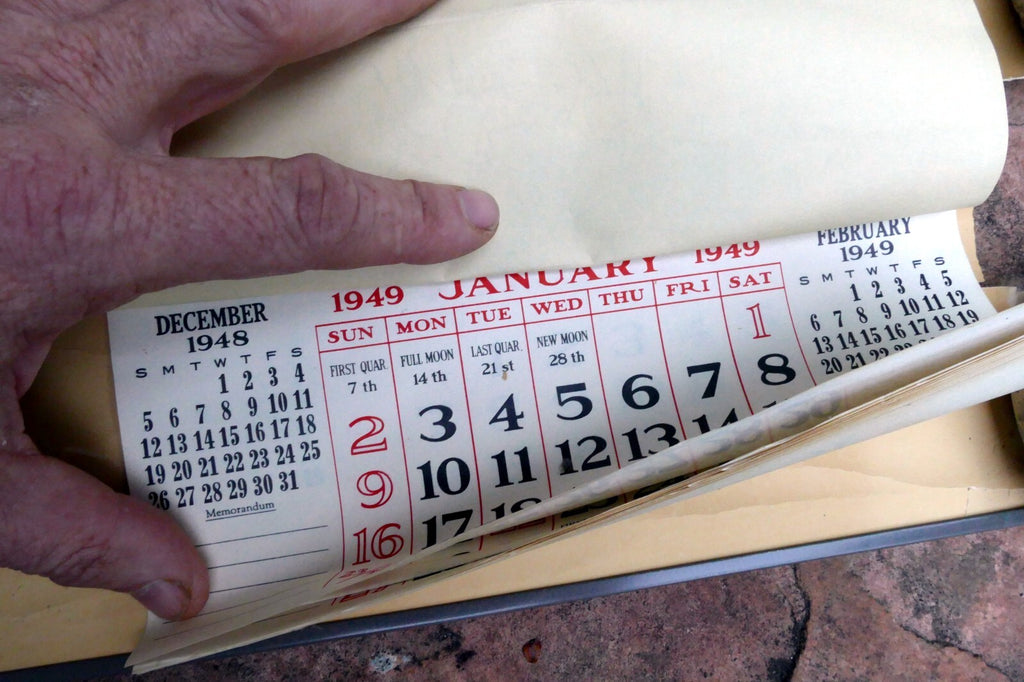 DECEMBER
1948
S M T W T F S
1 2 3 4
5 6 7 8 9 10 11
12 13 14 15 16 17 18
19 20 21 22 23 24 25
26 27 28 29 30 31
Memorandum
1949 JANUARY 1949
SUN MON TUE WED THU FRI SAT
FIRST QUAR. 7 th FULL MOON 14 th LAST QUAR. 21 st NEW MOON 28 th 1
2 3 4 5 6 7 8
9 10 11 12 13 14
16 17 18
FEBRUARY
1949
S M T W T F S
1 2 3 4 5
6 7 8 9 10 11 12
13 14 15 16 17 18 19
20 21 22 23